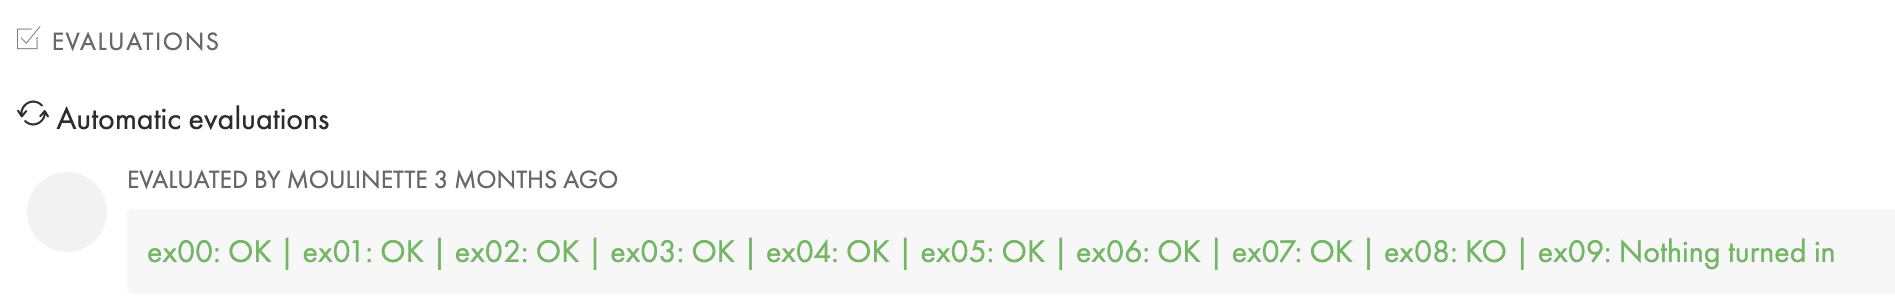 EVALUATIONS
Automatic evaluations
EVALUATED BY MOULINETTE 3 MONTHS AGO
ex00: OK | ex01: OK | ex02: OK | ex03: OK | ex04: OK | ex05: OK | ex06: OK | ex07: OK | ex08: KO | ex09: Nothing turned in